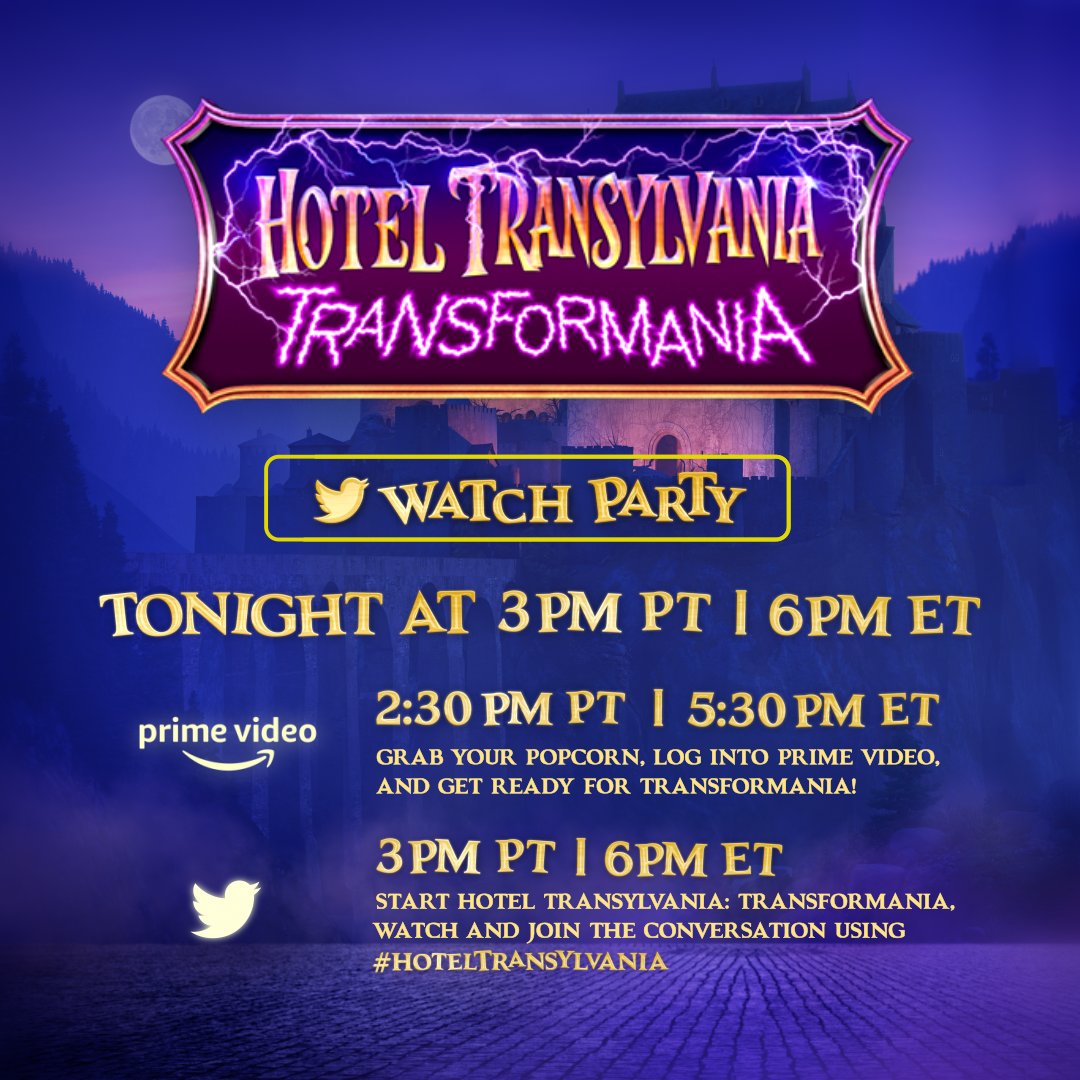 HOTEL TRANSYLVANIA
TRANSFORMANIA
WATCH PARTY
TONIGHT AT 3PM PT | 6PM ET
prime video
2:30 PM PT | 5:30 PM ET
GRAB YOUR POPCORN, LOG INTO PRIME VIDEO,
AND GET READY FOR TRANSFORMANIA!
3PM PT | 6PM ET
START HOTEL TRANSYLVANIA: TRANSFORMANIA,
WATCH AND JOIN THE CONVERSATION USING
#HOTELTRANSYLVANIA